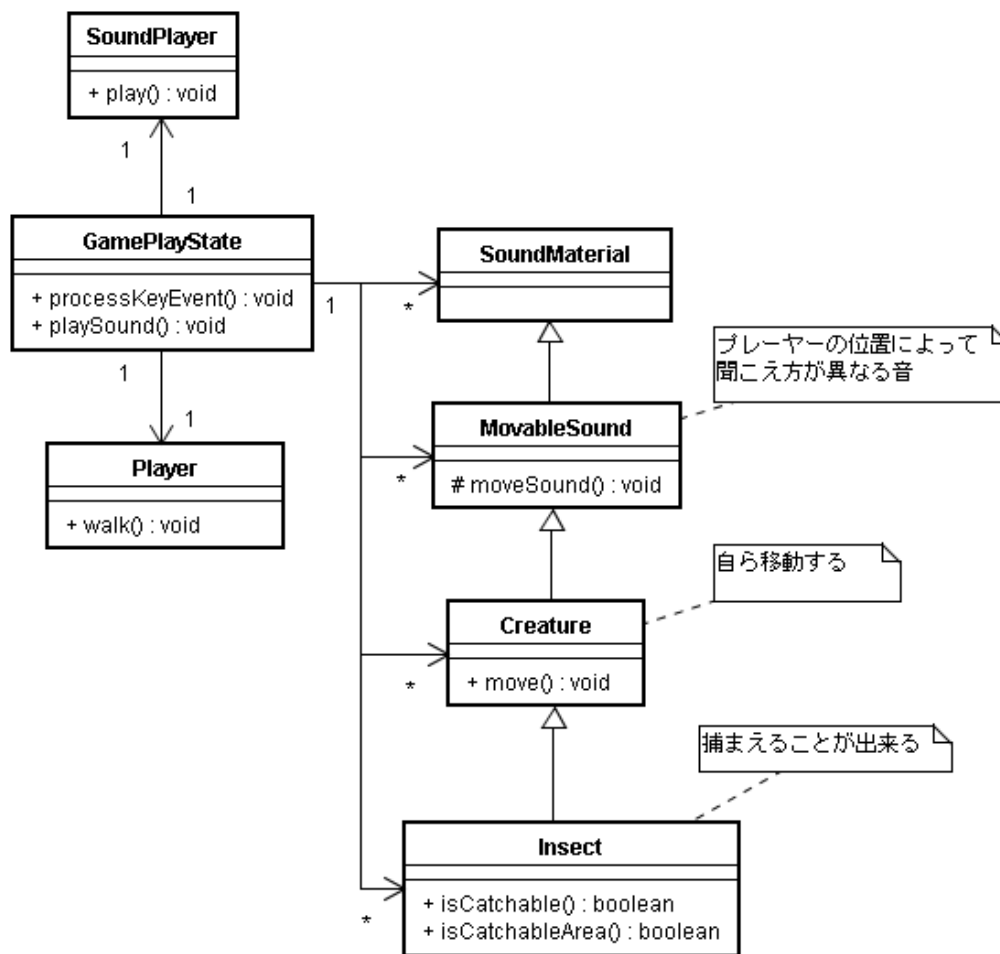 SoundPlayer
+ play() : void
1
1
GamePlayState
+ processKeyEvent() : void
+ playSound() : void
1
*
SoundMaterial
1
1
Player
+ walk() : void
プレーヤーの位置によって
聞こえ方が異なる音
MovableSound
# moveSound() : void
*
自ら移動する
Creature
+ move() : void
*
捕まえることが出来る
Insect
+ isCatchable() : boolean
+ isCatchableArea() : boolean
*